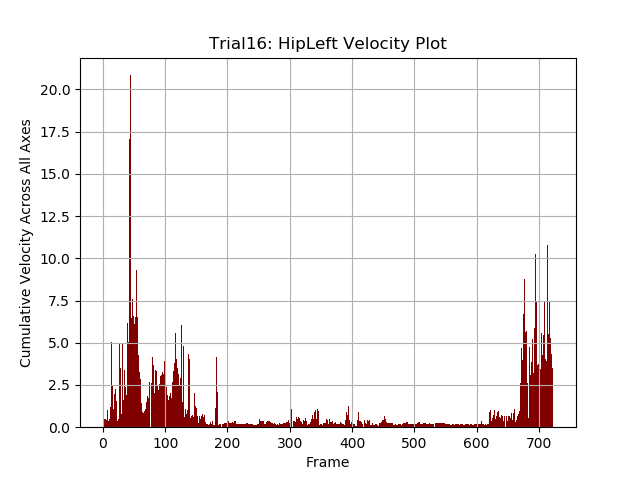 Trial16: HipLeft Velocity Plot
Cumulative Velocity Across All Axes
20.0
17.5
15.0
12.5
10.0
7.5
5.0
2.5
0.0
0 100 200 300 400 500 600 700
Frame